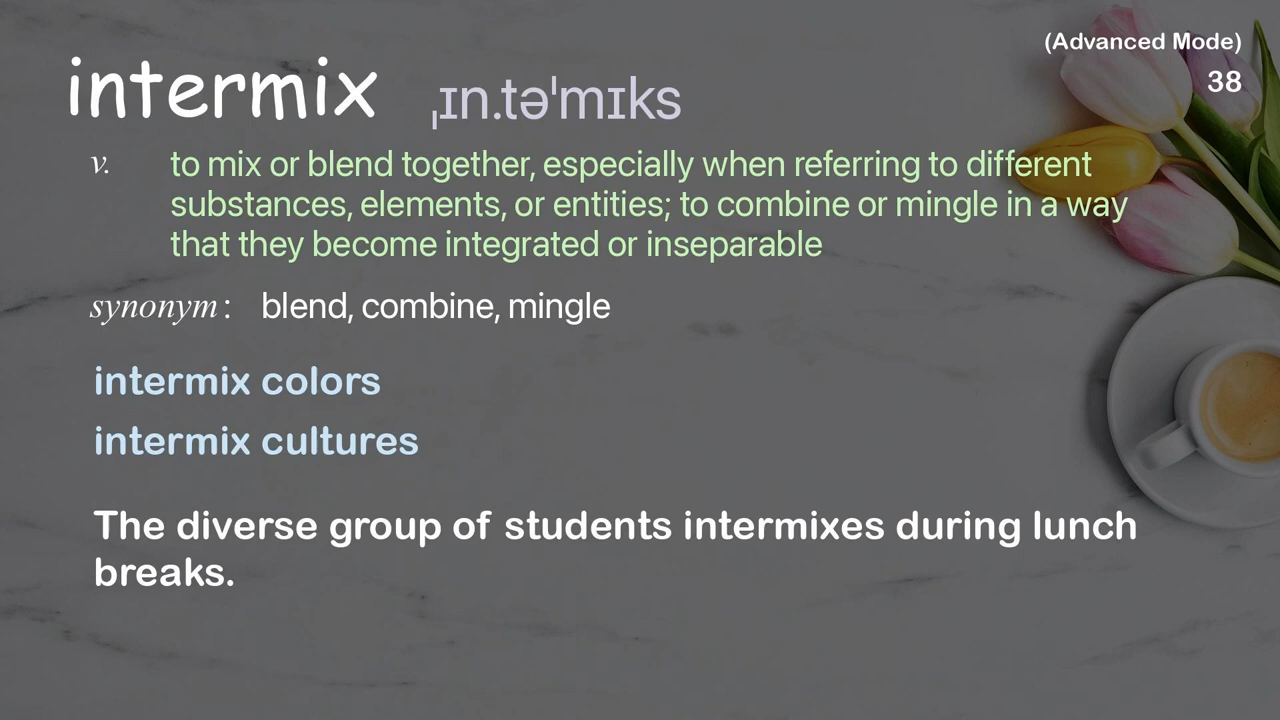 (Advanced Mode)
38
intermix ˌɪn.təˈmɪks
v. to mix or blend together, especially when referring to different
substances, elements, or entities; to combine or mingle in a way
that they become integrated or inseparable
synonym: blend, combine, mingle
intermix colors
intermix cultures
The diverse group of students intermixes during lunch
breaks.